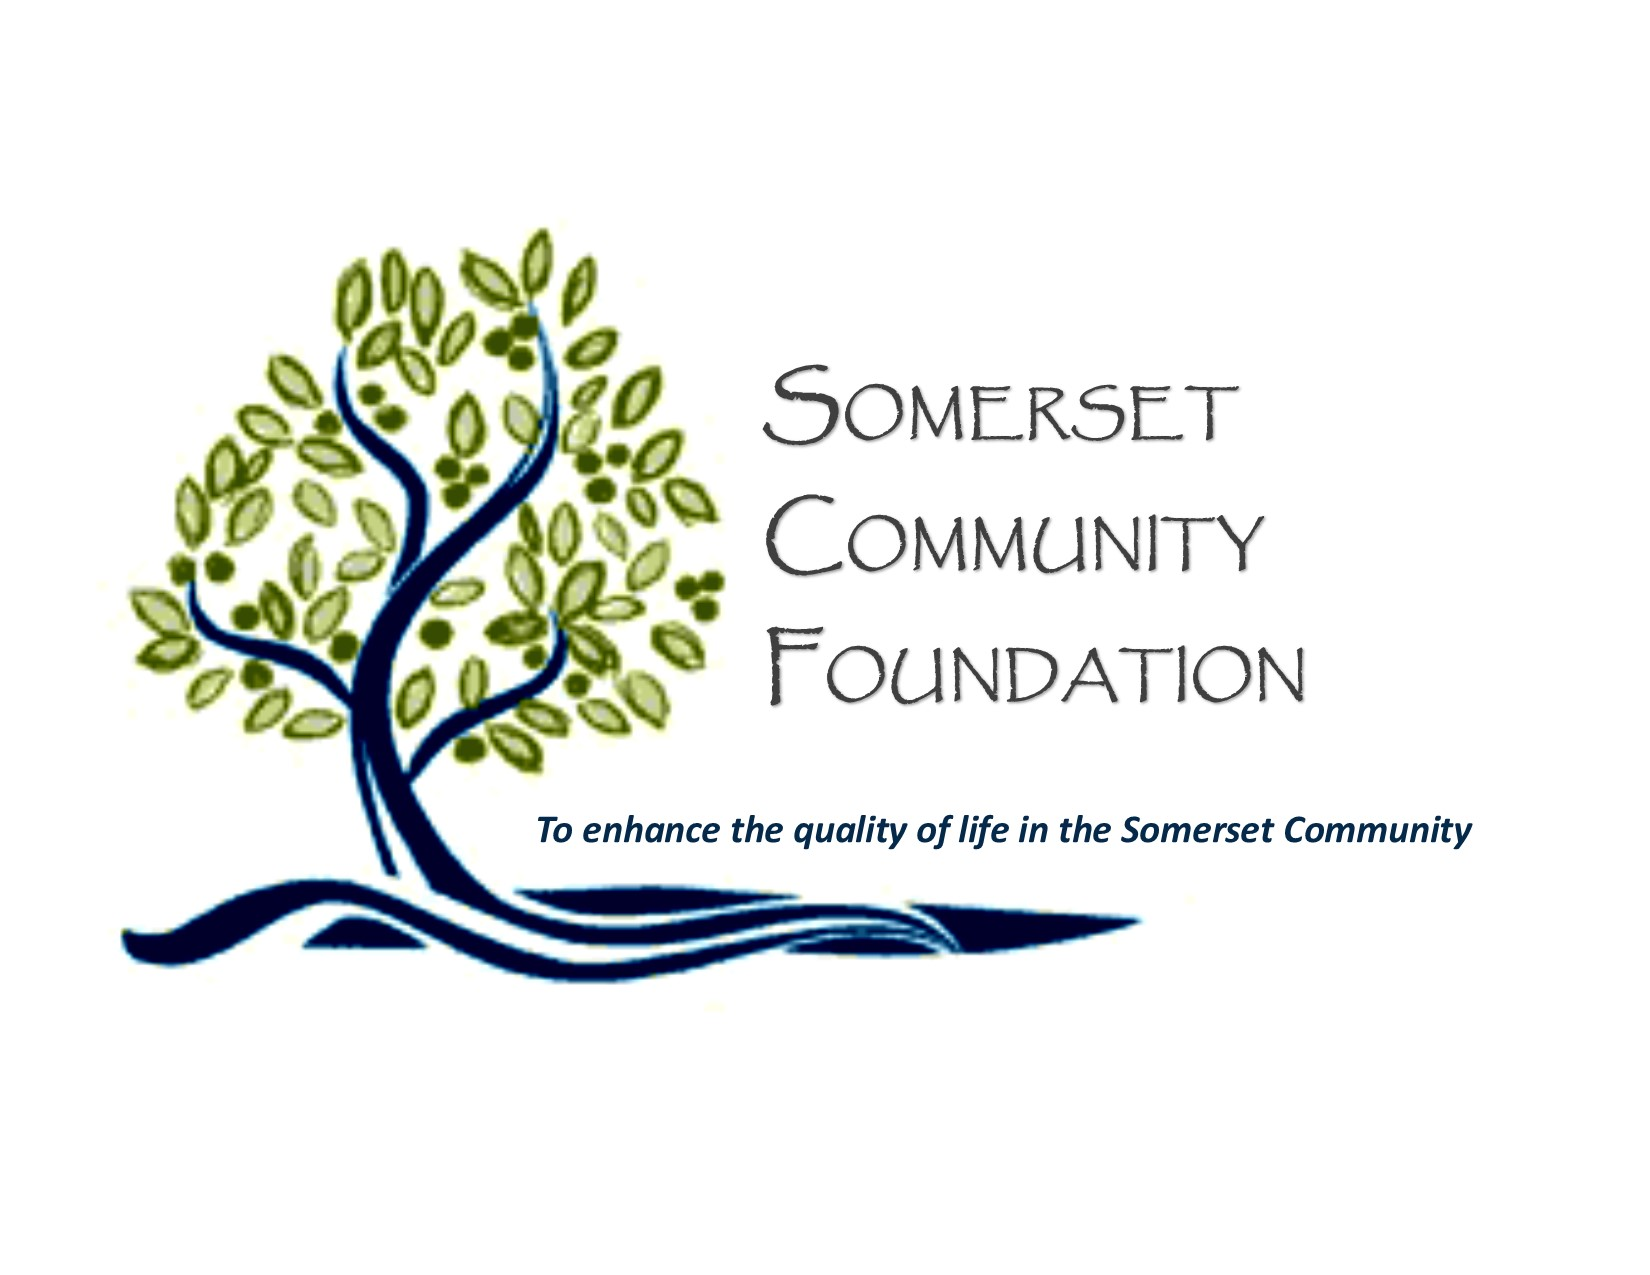 SOMERSET
COMMUNITY
FOUNDATION
To enhance the quality of life in the Somerset Community